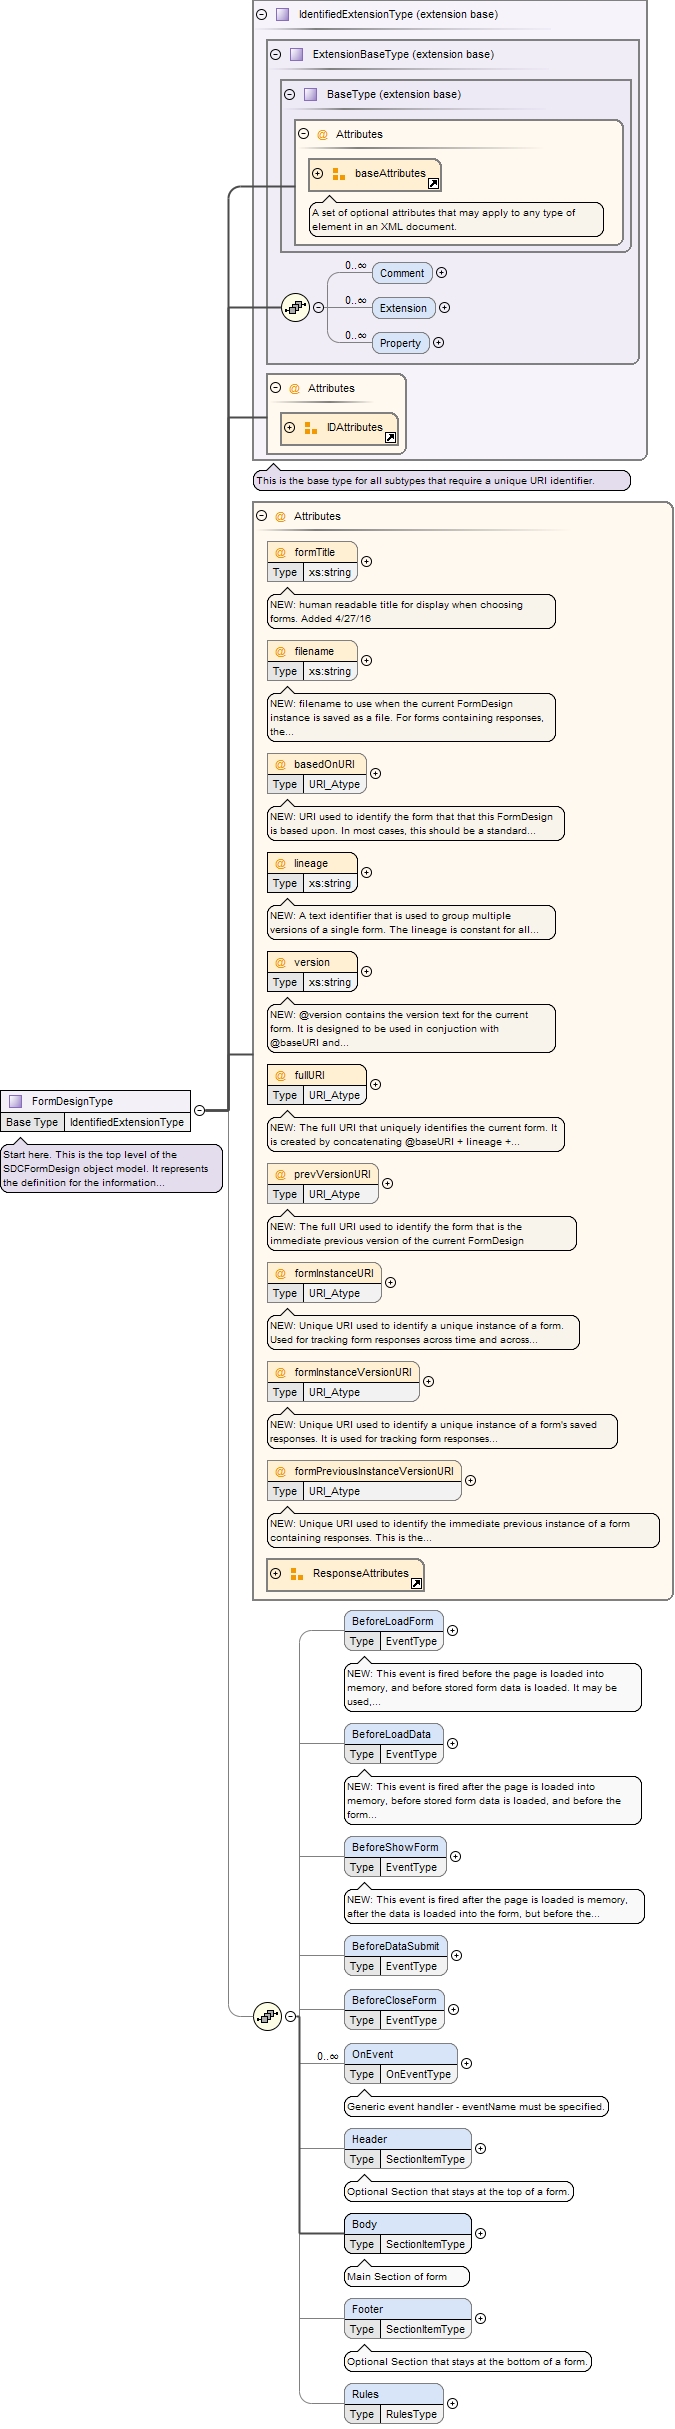 IdentifiedExtensionType (extension base)
ExtensionBaseType (extension base)
BaseType (extension base)
@ Attributes
baseAttributes
A set of optional attributes that may apply to any type of
element in an XML document.
0..∞
Comment
0..∞
Extension
0..∞
Property
@ Attributes
IDAttributes
This is the base type for all subtypes that require a unique URI identifier.
@ Attributes
@ formTitle
Type xs:string
NEW: human readable title for display when choosing
forms. Added 4/27/16
@ filename
Type xs:string
NEW: filename to use when the current FormDesign
instance is saved as a file. For forms containing responses,
the...
@ basedOnURI
Type URI_Atype
NEW: URI used to identify the form that that this FormDesign
is based upon. In most cases, this should be a standard...
@ lineage
Type xs:string
NEW: A text identifier that is used to group multiple
versions of a single form. The lineage is constant for all...
@ version
Type xs:string
NEW: @version contains the version text for the current
form. It is designed to be used in conjuction with
@baseURI and...
@ fullURI
Type URI_Atype
FormDesignType
Base Type IdentifiedExtensionType
Start here. This is the top level of the
SDCFormDesign object model. It represents
the definition for the information...
NEW: The full URI that uniquely identifies the current form. It
is created by concatenating @baseURI + lineage +...
@ prevVersionURI
Type URI_Atype
NEW: The full URI used to identify the form that is the
immediate previous version of the current FormDesign
@ formInstanceURI
Type URI_Atype
NEW: Unique URI used to identify a unique instance of a form.
Used for tracking form responses across time and across...
@ formInstanceVersionURI
Type URI_Atype
NEW: Unique URI used to identify a unique instance of a form's saved
responses. It is used for tracking form responses...
@ formPreviousInstanceVersionURI
Type URI_Atype
NEW: Unique URI used to identify the immediate previous instance of a form
containing responses. This is the...
ResponseAttributes
BeforeLoadForm
Type EventType
NEW: This event is fired before the page is loaded into
memory, and before stored form data is loaded. It may be
used,...
BeforeLoadData
Type EventType
NEW: This event is fired after the page is loaded into
memory, before stored form data is loaded, and before the
form...
BeforeShowForm
Type EventType
NEW: This event is fired after the page is loaded is memory,
after the data is loaded into the form, but before the...
BeforeDataSubmit
Type EventType
BeforeCloseForm
Type EventType
0..∞
OnEvent
Type OnEventType
Generic event handler - eventName must be specified.
Header
Type SectionItemType
Optional Section that stays at the top of a form.
Body
Type SectionItemType
Main Section of form
Footer
Type SectionItemType
Optional Section that stays at the bottom of a form.
Rules
Type RulesType